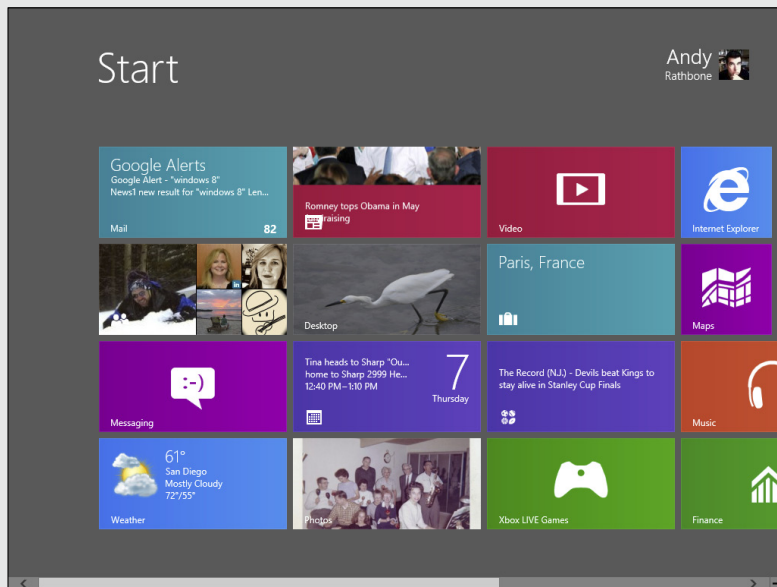 Start
Andy
Rathbone
Google Alerts
Google Alert - "windows 8"
News1 new result for "windows 8" Len...
Mail
82
Romney tops Obama in May
raising
Video
Internet Explorer
Desktop
Paris, France
Maps
:-)
Messaging
Tina heads to Sharp "Ou...
home to Sharp 2999 He...
12:40 PM–1:10 PM
7
Thursday
The Record (N.J.) - Devils beat Kings to
stay alive in Stanley Cup Finals
Music
61°
San Diego
Mostly Cloudy
72°/55°
Weather
Photos
Xbox LIVE Games
Finance